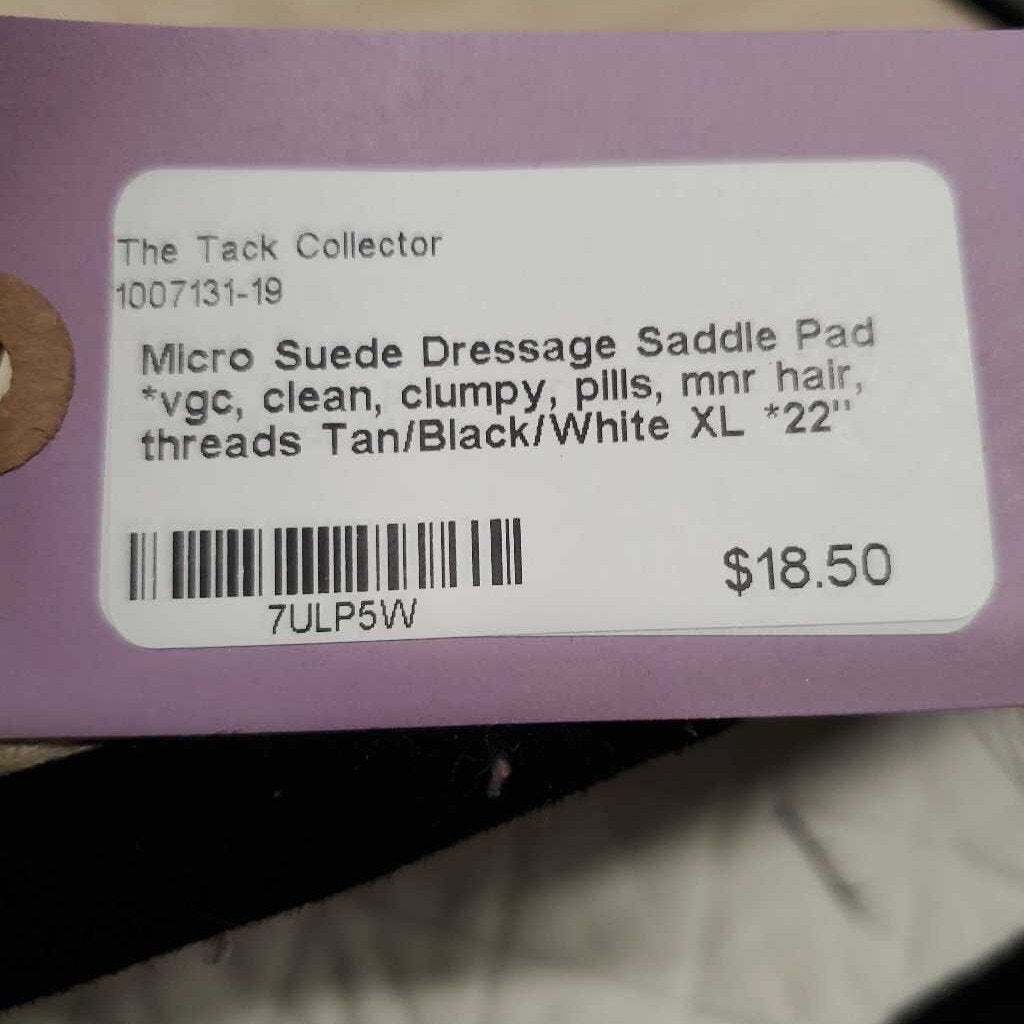 The Tack Collector
1007131-19
Micro Suede Dressage Saddle Pad
*vgc, clean, clumpy, pills, mnr hair,
threads Tan/Black/White XL *22"
$18.50
7ULP5W